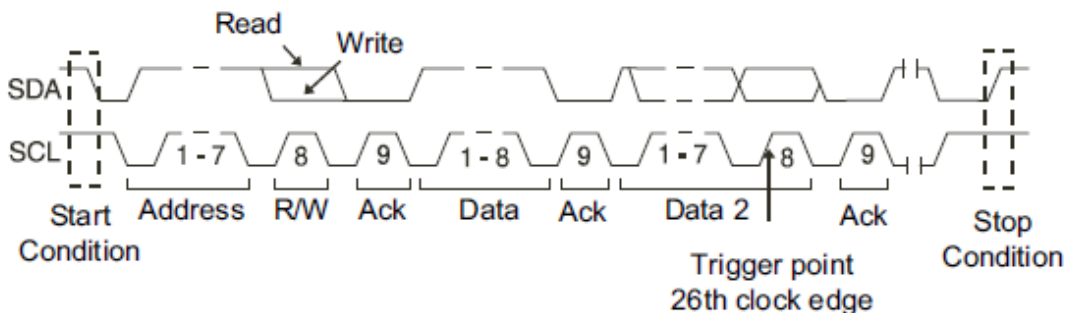 Read
Write
SDA
SCL
1 - 7
8
9
1 - 8
9
1 - 7
8
9
Start
Condition
Address
R/W
Ack
Data
Ack
Data 2
Ack
Stop
Condition
Trigger point
26th clock edge